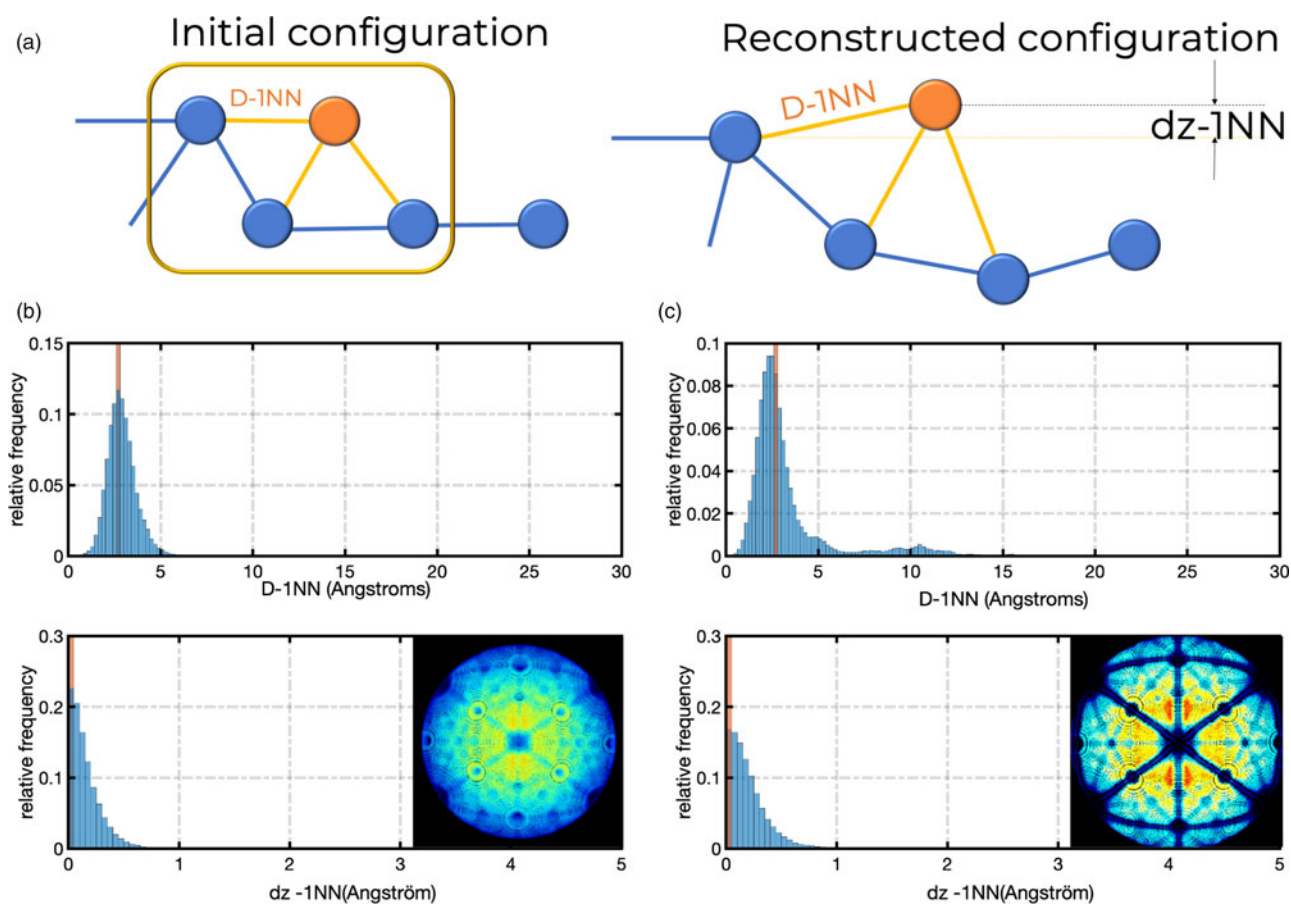 (a)
Initial configuration
Reconstructed configuration
D-1NN
D-1NN
dz-1NN
(b)
0.15
0.1
0.05
0
relative frequency
0 5 10 15 20 25 30
D-1NN (Angstroms)
(c)
0.1
0.08
0.06
0.04
0.02
0
relative frequency
0 5 10 15 20 25 30
D-1NN (Angstroms)
0.3
0.2
0.1
0
relative frequency
0 1 2 3 4 5
dz -1NN(Angström)
0.3
0.2
0.1
0
relative frequency
0 1 2 3 4 5
dz -1NN(Angström)